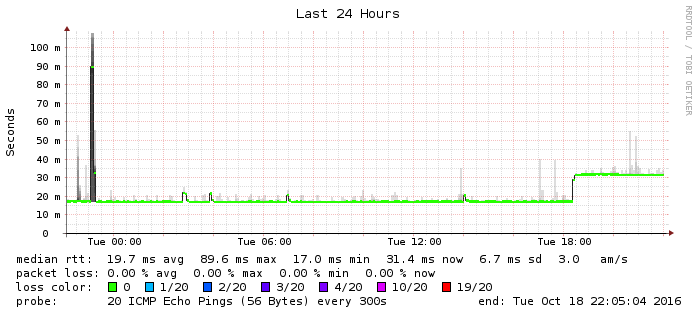 Last 24 Hours
RRDTOOL / TOBI OETIKER
Seconds
100 m
90 m
80 m
70 m
60 m
50 m
40 m
30 m
20 m
10 m
0
Tue 00:00 Tue 06:00 Tue 12:00 Tue 18:00
median rtt: 19.7 ms avg 89.6 ms max 17.0 ms min 31.4 ms now 6.7 ms sd 3.0 am/s
packet loss: 0.00 % avg 0.00 % max 0.00 % min 0.00 % now
loss color: 0 1/20 2/20 3/20 4/20 10/20 19/20
probe: 20 ICMP Echo Pings (56 Bytes) every 300s end: Tue Oct 18 22:05:04 2016